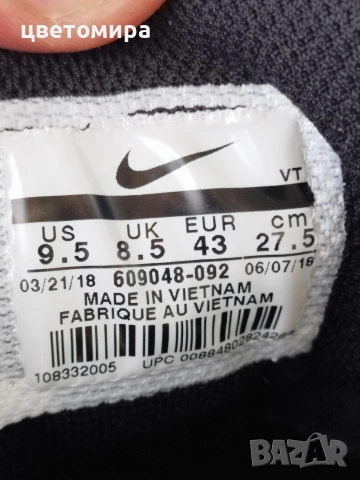 цветомира
VT
US UK EUR cm
9.5 8.5 43 27.5
03/21/18 609048-092 06/07/18
MADE IN VIETNAM
FABRIQUE AU VIETNAM
108332005
BAZAR